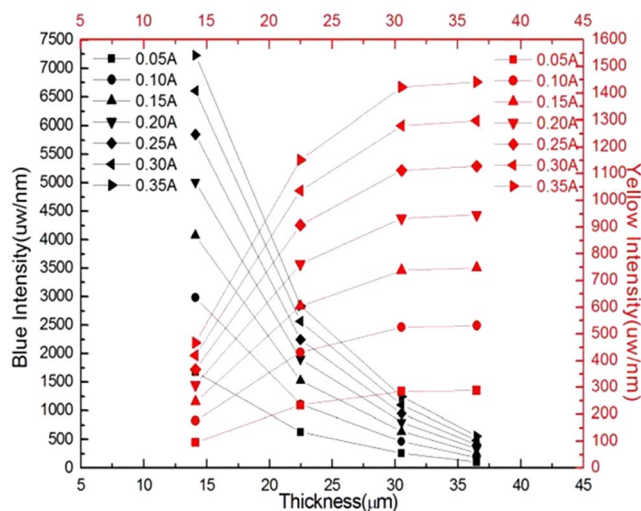 5 10 15 20 25 30 35 40 45
7500
7000
6500
6000
5500
5000
4500
4000
3500
3000
2500
2000
1500
1000
500
0
Blue Intensity(uw/nm)
0.05A
0.10A
0.15A
0.20A
0.25A
0.30A
0.35A
0.05A
0.10A
0.15A
0.20A
0.25A
0.30A
0.35A
1600
1500
1400
1300
1200
1100
1000
900
800
700
600
500
400
300
200
100
0
Yellow Intensity(uw/nm)
5 10 15 20 25 30 35 40 45
Thickness(μm)